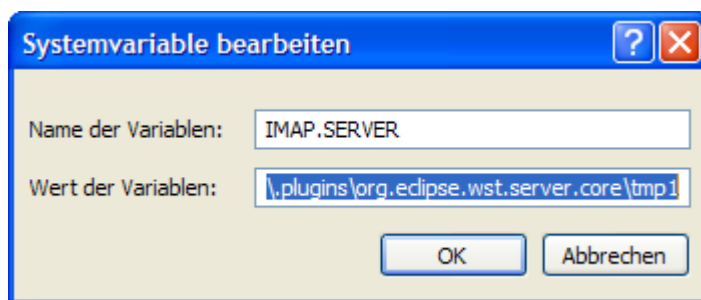 Systemvariable bearbeiten
Name der Variablen: IMAP.SERVER
Wert der Variablen: \.plugins\org.eclipse.wst.server.core\tmp1
OK Abbrechen